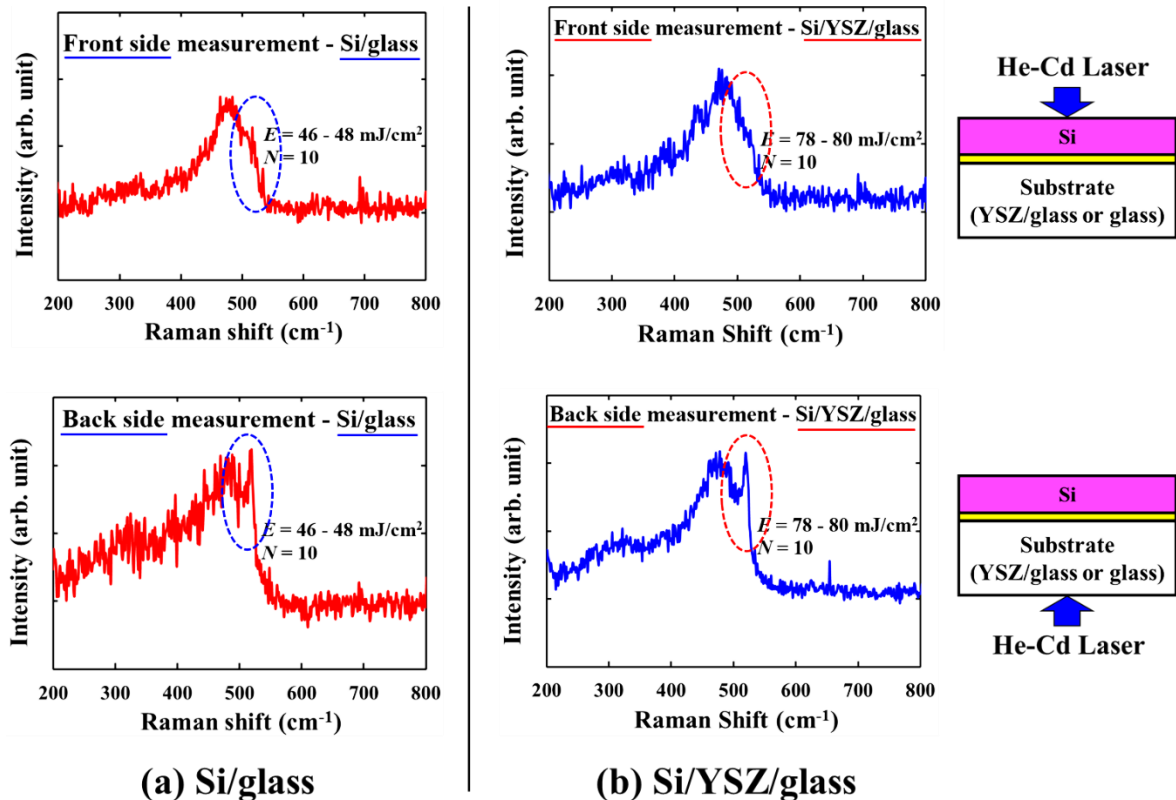 Front side measurement - Si/glass
Intensity (arb. unit)
E = 46 - 48 mJ/cm²
N = 10
200 300 400 500 600 700 800
Raman shift (cm⁻¹)
Front side measurement - Si/YSZ/glass
Intensity (arb. unit)
E = 78 - 80 mJ/cm²
N = 10
200 300 400 500 600 700 800
Raman Shift (cm⁻¹)
He-Cd Laser
Si
Substrate
(YSZ/glass or glass)
Back side measurement - Si/glass
Intensity (arb. unit)
E = 46 - 48 mJ/cm²
N = 10
200 300 400 500 600 700 800
Raman shift (cm⁻¹)
Back side measurement - Si/YSZ/glass
Intensity (arb. unit)
E = 78 - 80 mJ/cm²
N = 10
200 300 400 500 600 700 800
Raman Shift (cm⁻¹)
Si
Substrate
(YSZ/glass or glass)
He-Cd Laser
(a) Si/glass
(b) Si/YSZ/glass